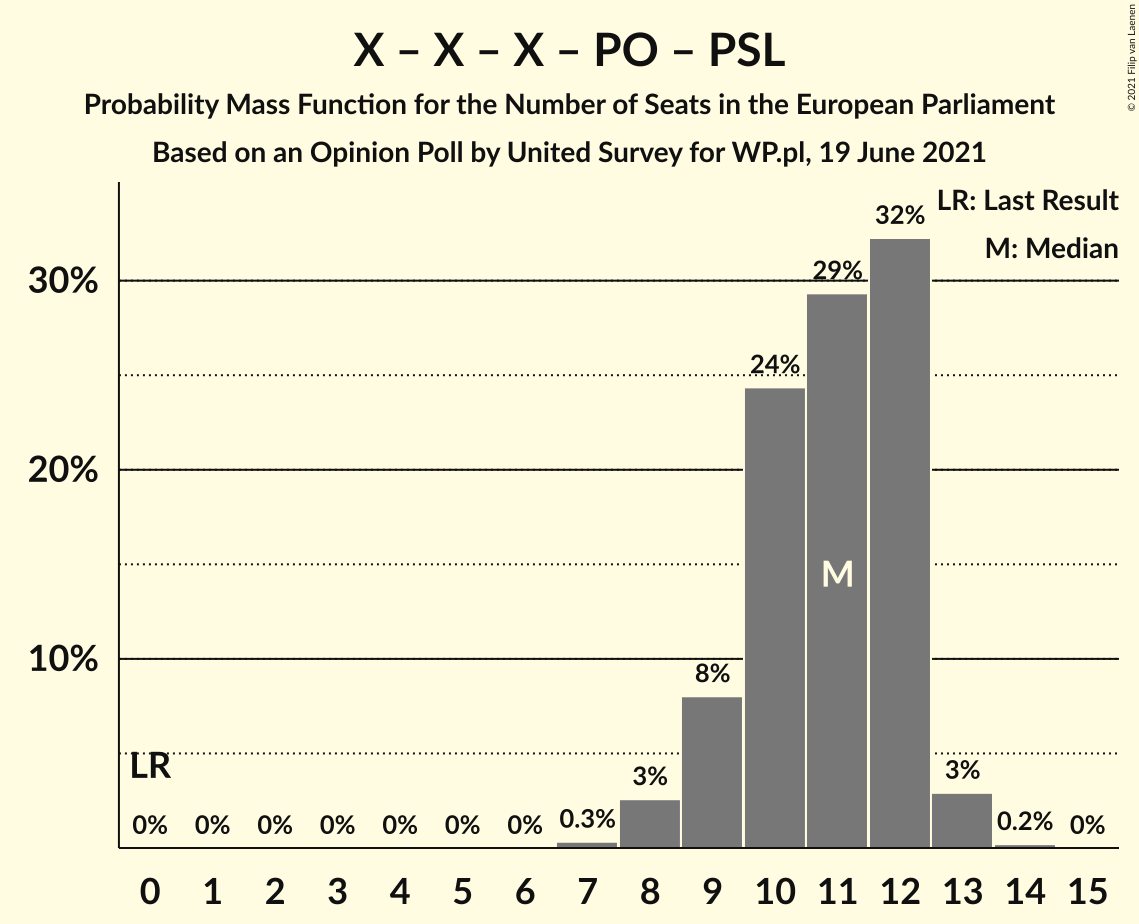 X – X – X – PO – PSL
Probability Mass Function for the Number of Seats in the European Parliament
Based on an Opinion Poll by United Survey for WP.pl, 19 June 2021
© 2021 Filip van Laenen
LR: Last Result
M: Median
30%
20%
10%
LR
M
0% 0% 0% 0% 0% 0% 0% 0.3% 3% 8% 24% 29% 32% 3% 0.2% 0%
0 1 2 3 4 5 6 7 8 9 10 11 12 13 14 15